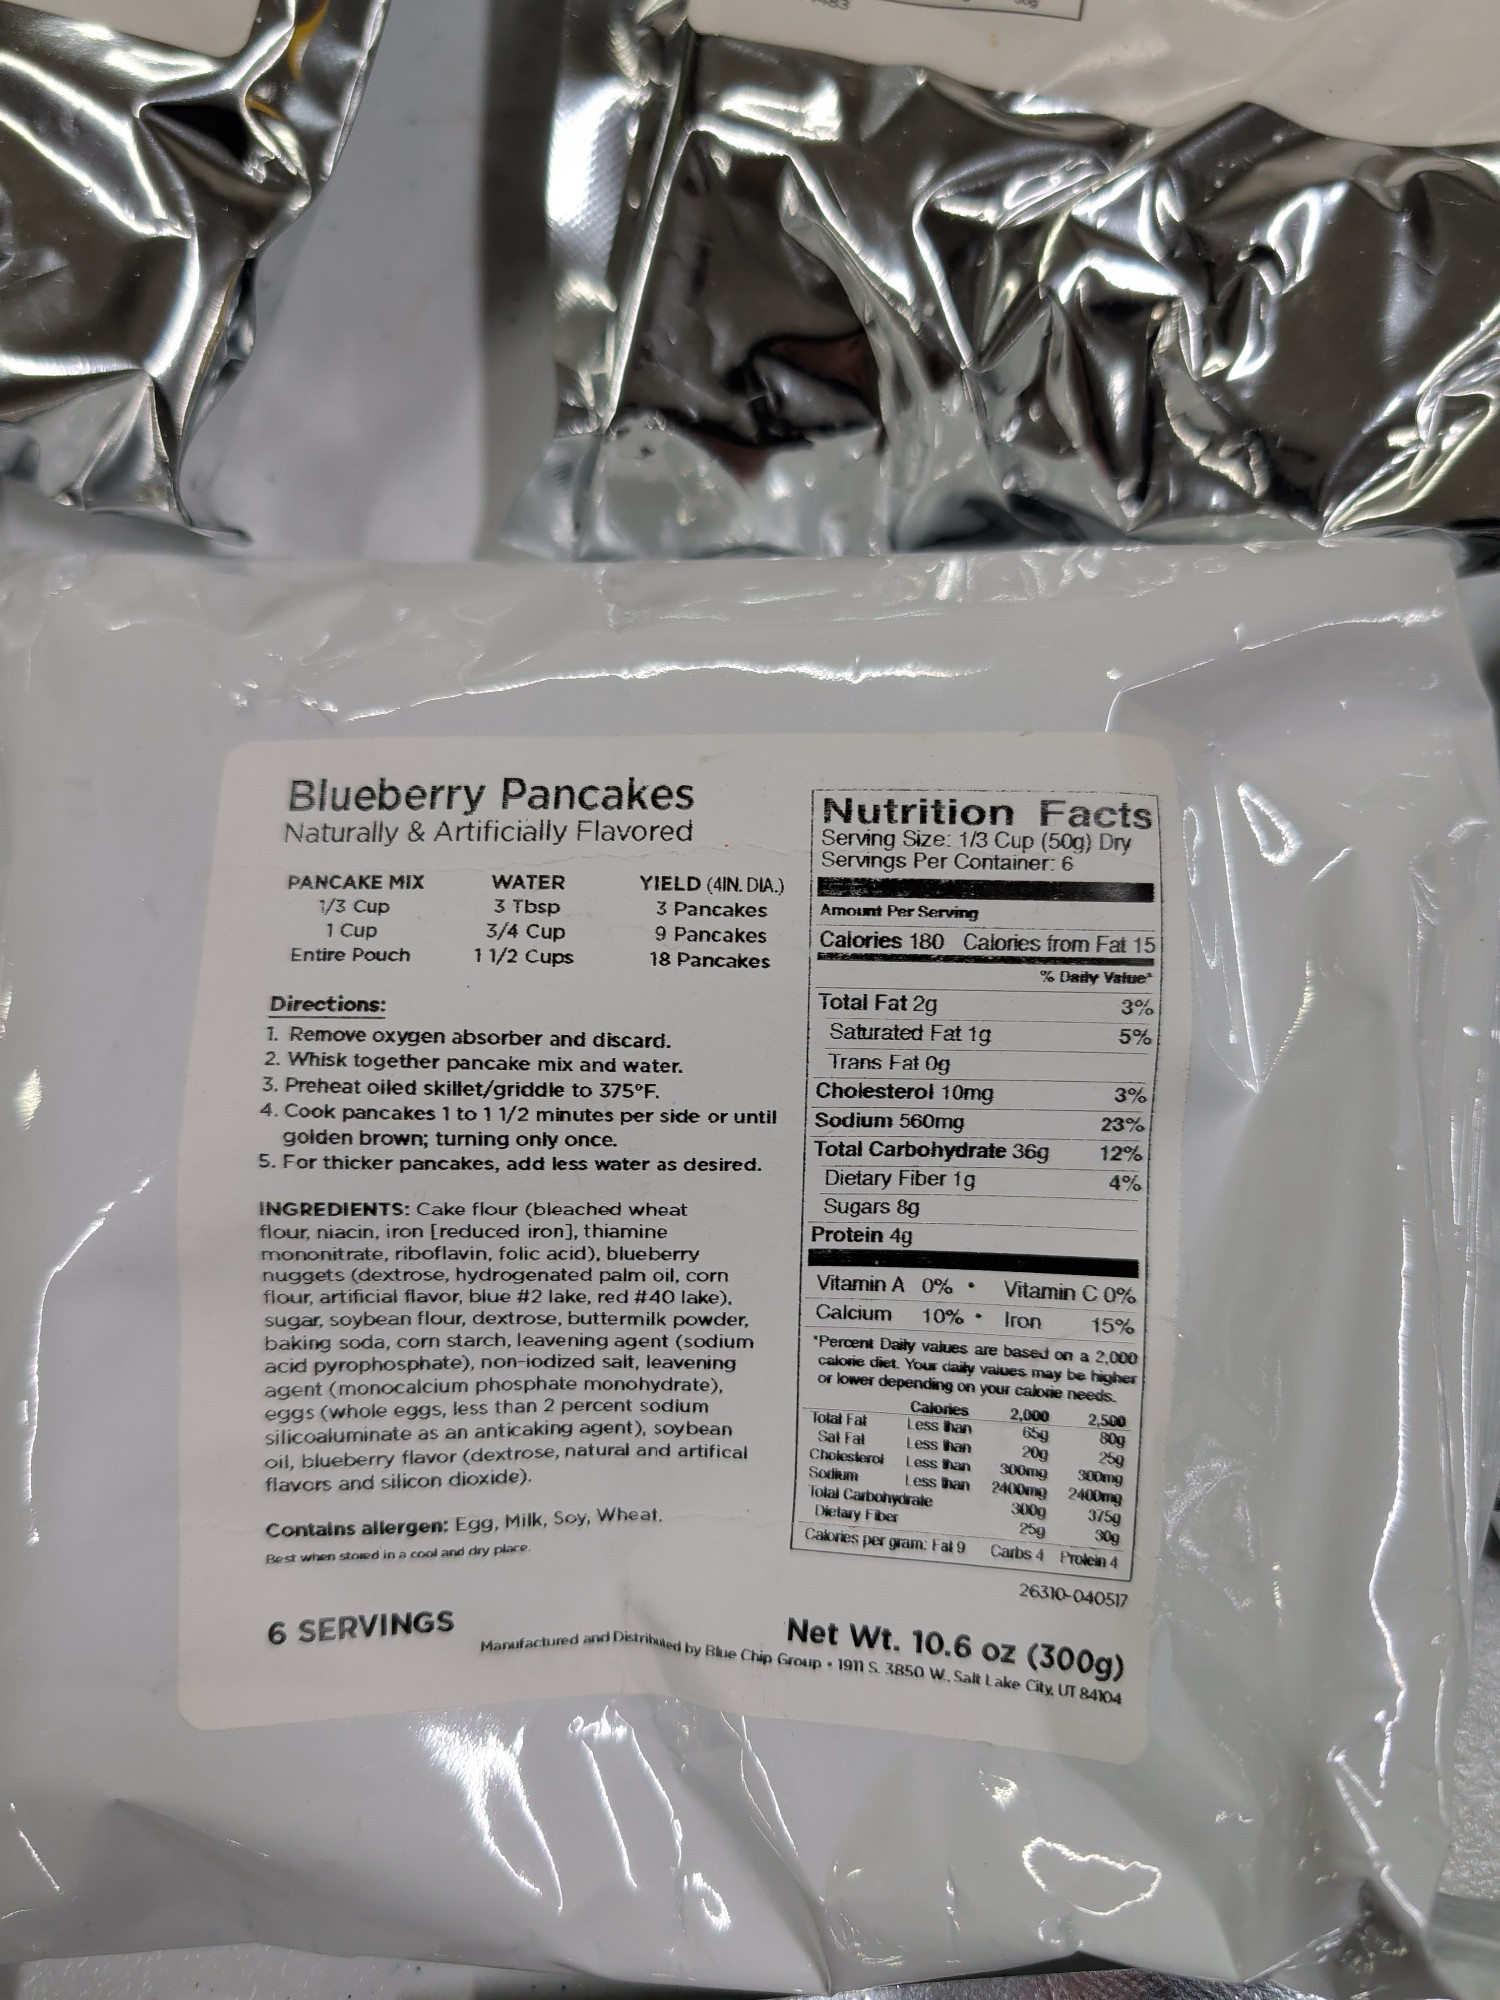 Blueberry Pancakes
Naturally & Artificially Flavored
PANCAKE MIX WATER YIELD (4IN. DIA.)
1/3 Cup 3 Tbsp 3 Pancakes
1 Cup 3/4 Cup 9 Pancakes
Entire Pouch 1 1/2 Cups 18 Pancakes
Directions:
1. Remove oxygen absorber and discard.
2. Whisk together pancake mix and water.
3. Preheat oiled skillet/griddle to 375°F.
4. Cook pancakes 1 to 1 1/2 minutes per side or until
golden brown; turning only once.
5. For thicker pancakes, add less water as desired.
INGREDIENTS: Cake flour (bleached wheat
flour, niacin, iron [reduced iron], thiamine
mononitrate, riboflavin, folic acid), blueberry
nuggets (dextrose, hydrogenated palm oil, corn
flour, artificial flavor, blue #2 lake, red #40 lake),
sugar, soybean flour, dextrose, buttermilk powder,
baking soda, corn starch, leavening agent (sodium
acid pyrophosphate), non-iodized salt, leavening
agent (monocalcium phosphate monohydrate),
eggs (whole eggs, less than 2 percent sodium
silicoaluminate as an anticaking agent), soybean
oil, blueberry flavor (dextrose, natural and artifical
flavors and silicon dioxide).
Contains allergen: Egg, Milk, Soy, Wheat.
Best when stored in a cool and dry place.
6 SERVINGS
Nutrition Facts
Serving Size: 1/3 Cup (50g) Dry
Servings Per Container: 6
Amount Per Serving
Calories 180 Calories from Fat 15
% Daily Value*
Total Fat 2g 3%
Saturated Fat 1g 5%
Trans Fat 0g
Cholesterol 10mg 3%
Sodium 560mg 23%
Total Carbohydrate 36g 12%
Dietary Fiber 1g 4%
Sugars 8g
Protein 4g
Vitamin A 0% • Vitamin C 0%
Calcium 10% • Iron 15%
*Percent Daily values are based on a 2,000
calorie diet. Your daily values may be higher
or lower depending on your calorie needs.
Calories 2,000 2,500
Total Fat Less than 65g 80g
Sat Fat Less than 20g 25g
Cholesterol Less than 300mg 300mg
Sodium Less than 2400mg 2400mg
Total Carbohydrate 300g 375g
Dietary Fiber 25g 30g
Calories per gram: Fat 9 Carbs 4 Protein 4
26310-040517
Net Wt. 10.6 oz (300g)
Manufactured and Distributed by Blue Chip Group • 1911 S. 3850 W., Salt Lake City, UT 84104